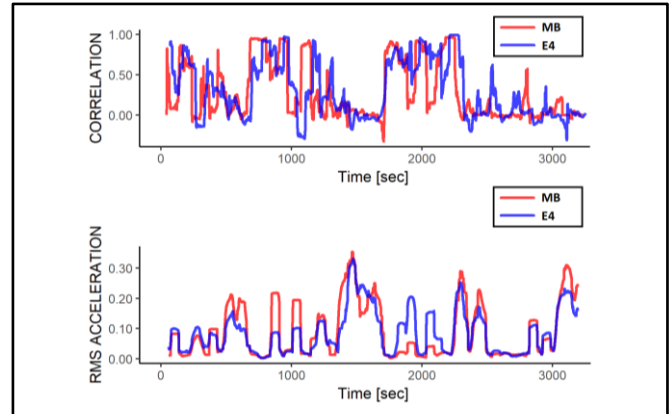 MB
E4
1.00
0.50
0.00
CORRELATION
0 1000 2000 3000
Time [sec]
MB
E4
0.30
0.20
0.10
0.00
RMS ACCELERATION
0 1000 2000 3000
Time [sec]